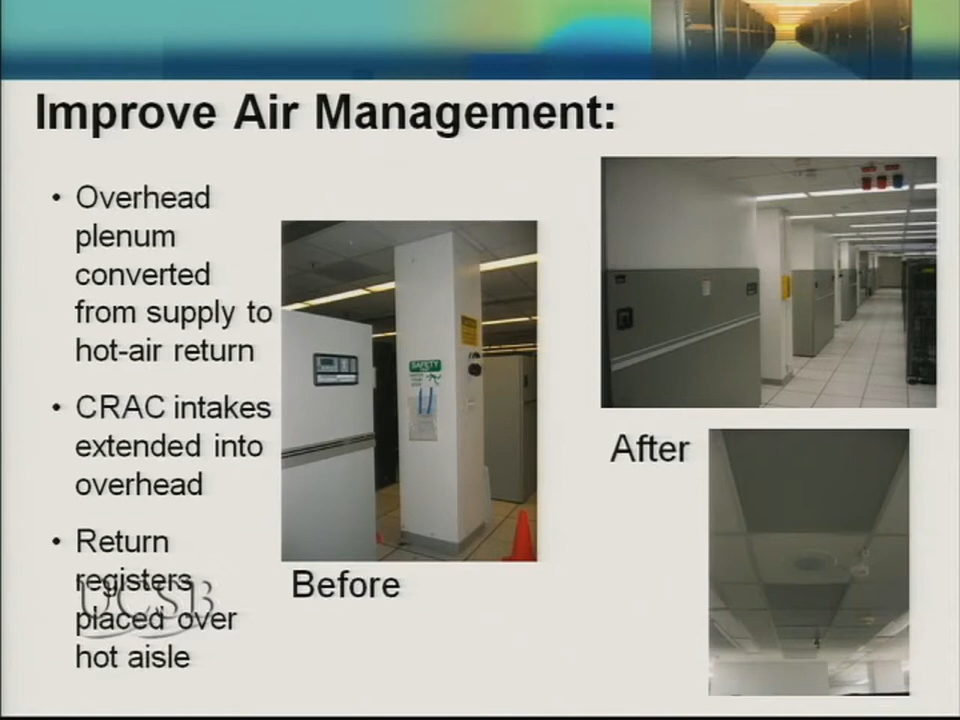 Improve Air Management:
• Overhead
plenum
converted
from supply to
hot-air return
• CRAC intakes
extended into
overhead
• Return
registers
placed over
hot aisle
UCSB
SAFETY
Before
After